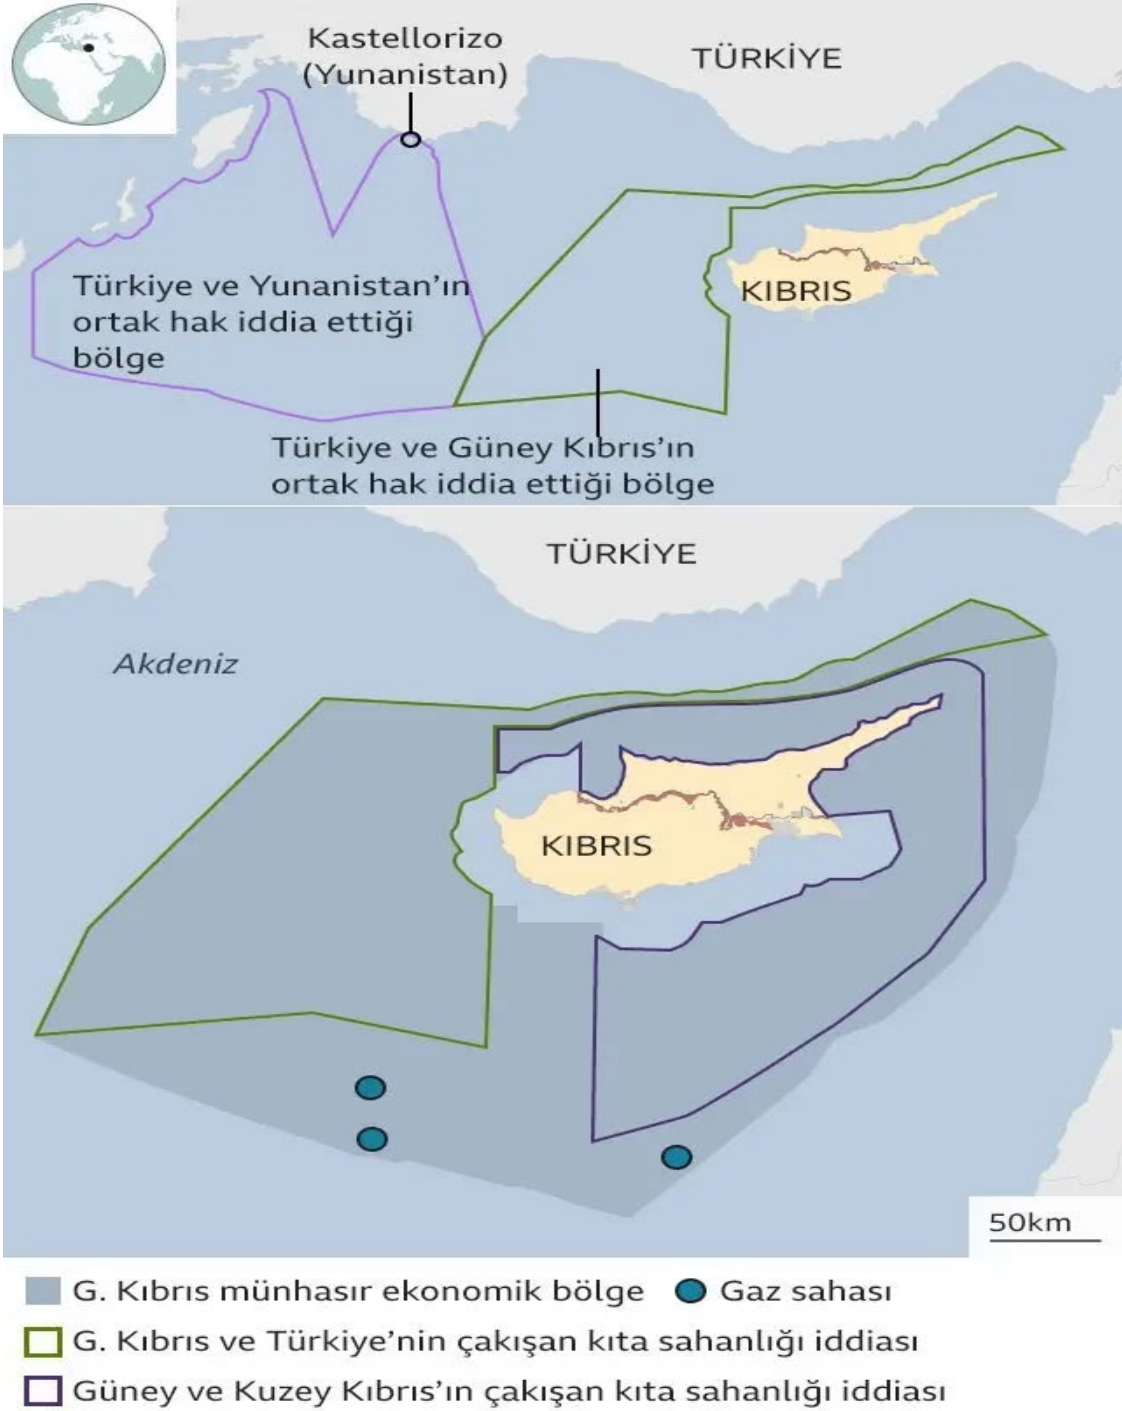 Kastellorizo
(Yunanistan)
TÜRKİYE
Türkiye ve Yunanistan'ın
ortak hak iddia ettiği
bölge
KIBRIS
Türkiye ve Güney Kıbrıs'ın
ortak hak iddia ettiği bölge
TÜRKİYE
Akdeniz
KIBRIS
50km
G. Kıbrıs münhasır ekonomik bölge
Gaz sahası
G. Kıbrıs ve Türkiye'nin çakışan kıta sahanlığı iddiası
Güney ve Kuzey Kıbrıs'ın çakışan kıta sahanlığı iddiası